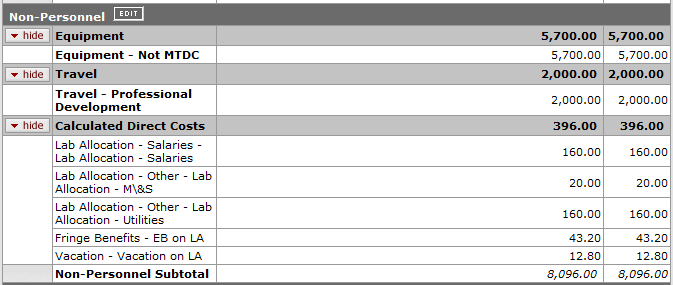 Non-Personnel EDIT
hide Equipment 5,700.00 5,700.00
Equipment - Not MTDC 5,700.00 5,700.00
hide Travel 2,000.00 2,000.00
Travel - Professional
Development 2,000.00 2,000.00
hide Calculated Direct Costs 396.00 396.00
Lab Allocation - Salaries -
Lab Allocation - Salaries 160.00 160.00
Lab Allocation - Other - Lab
Allocation - M\&S 20.00 20.00
Lab Allocation - Other - Lab
Allocation - Utilities 160.00 160.00
Fringe Benefits - EB on LA 43.20 43.20
Vacation - Vacation on LA 12.80 12.80
Non-Personnel Subtotal 8,096.00 8,096.00